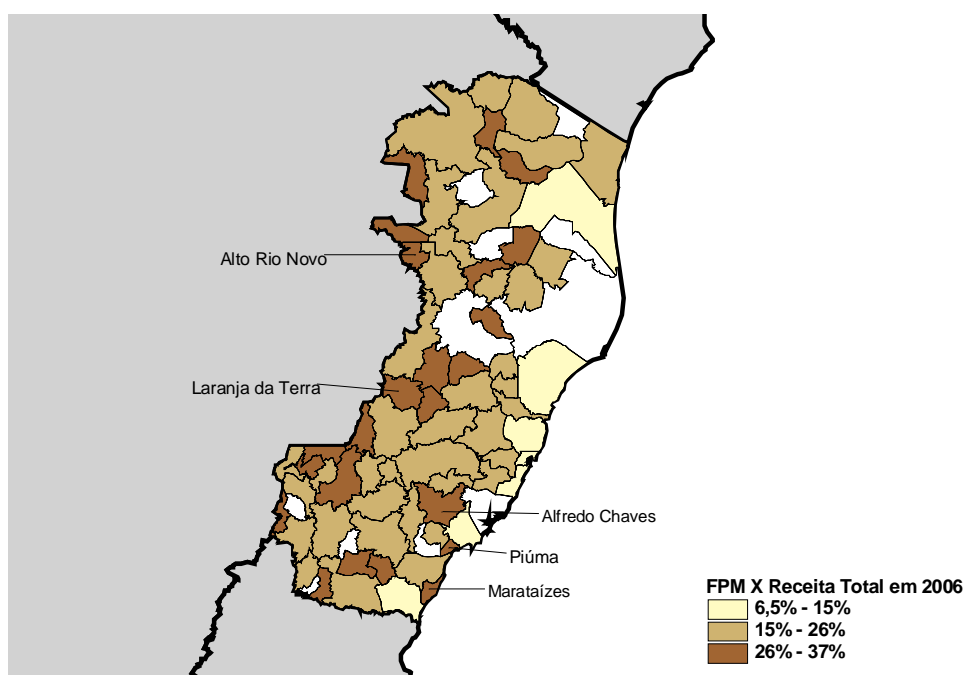 Alto Rio Novo
Laranja da Terra
Alfredo Chaves
Piúma
Marataízes
FPM X Receita Total em 2006
6,5% - 15%
15% - 26%
26% - 37%